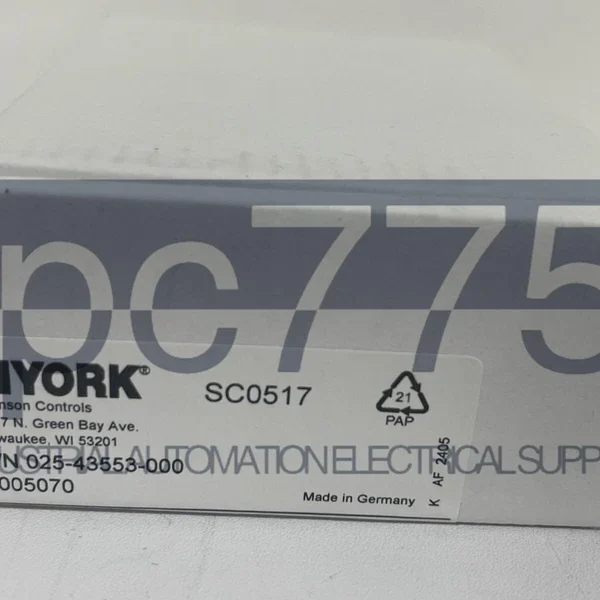 pc775
YORK® SC0517
nson Controls
7 N. Green Bay Ave.
waukee, WI 53201
21
PAP
/N 025-43553-000
005070
INDUSTRIAL AUTOMATION ELECTRICAL SUPP
Made in Germany
K AF 2405